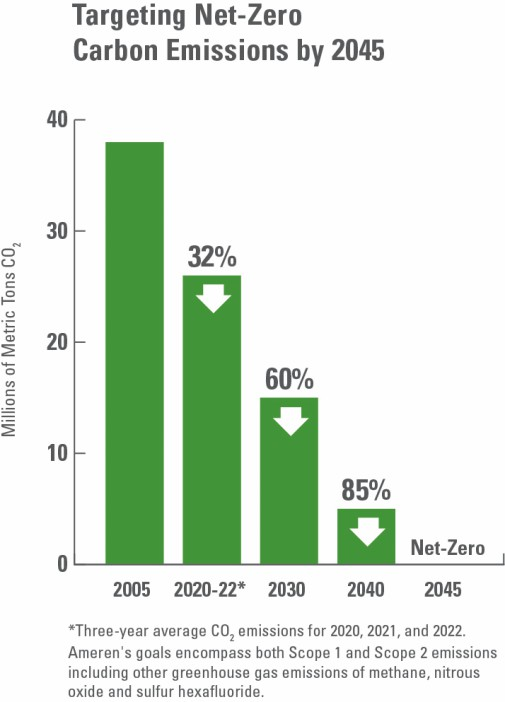 Targeting Net-Zero
Carbon Emissions by 2045
Millions of Metric Tons CO₂
40
30
20
10
0
32%
60%
85%
Net-Zero
2005 2020-22* 2030 2040 2045
*Three-year average CO₂ emissions for 2020, 2021, and 2022.
Ameren's goals encompass both Scope 1 and Scope 2 emissions
including other greenhouse gas emissions of methane, nitrous
oxide and sulfur hexafluoride.